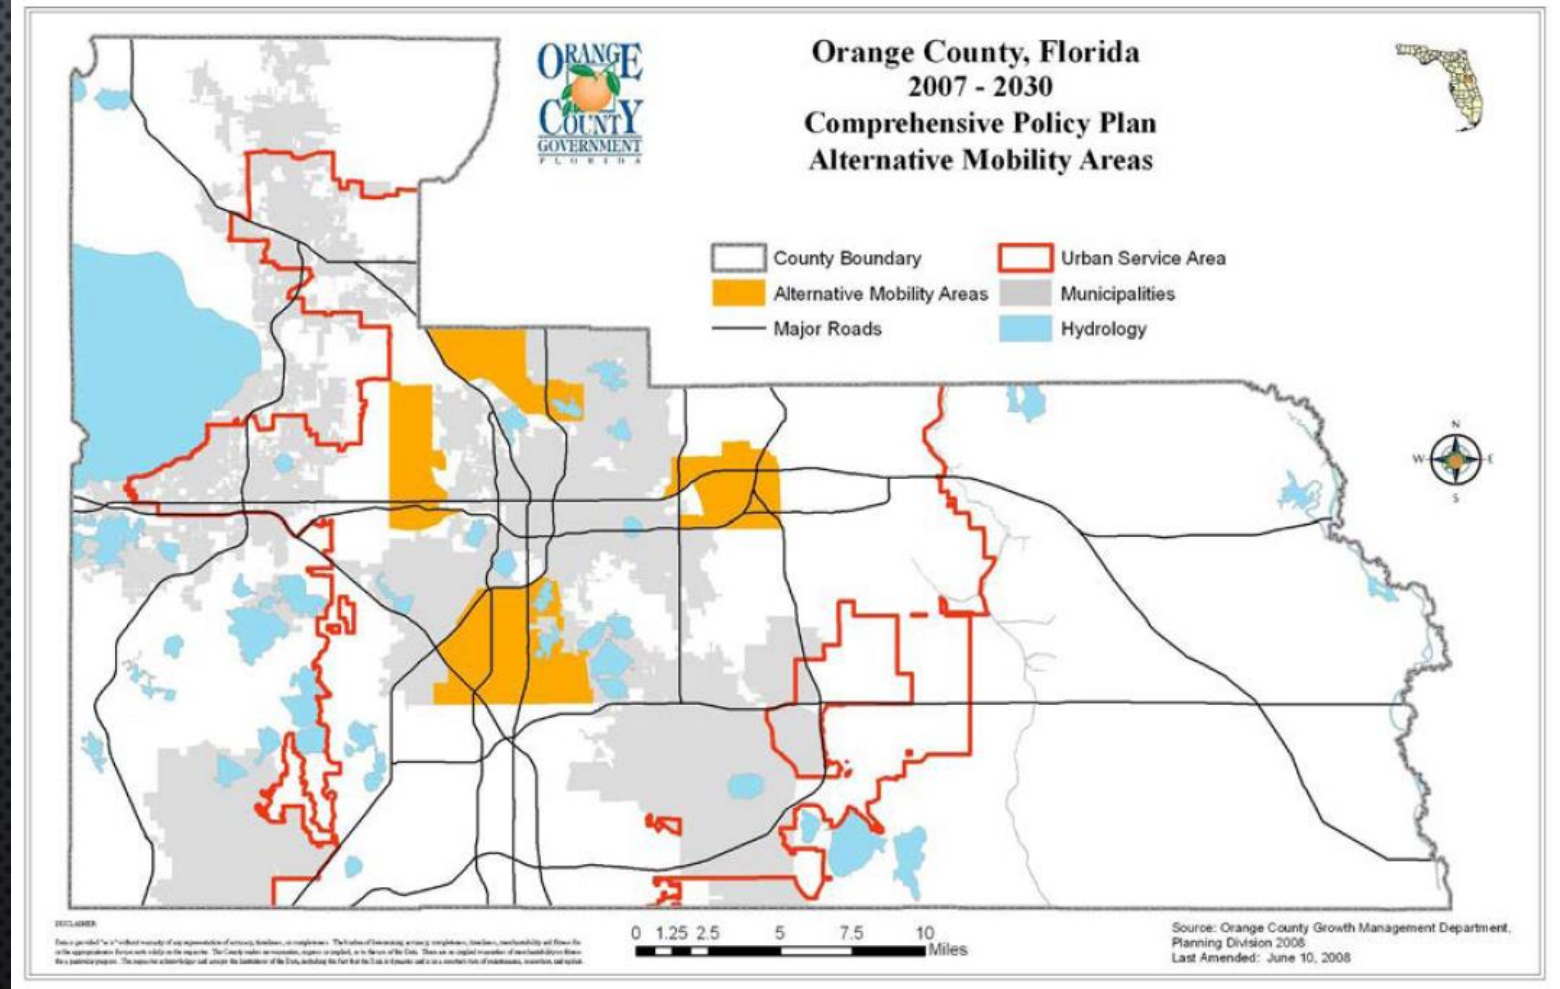 ORANGE
COUNTY
GOVERNMENT
FLORIDA
Orange County, Florida
2007 - 2030
Comprehensive Policy Plan
Alternative Mobility Areas
County Boundary
Urban Service Area
Alternative Mobility Areas
Municipalities
Major Roads
Hydrology
N
W
E
S
DISCLAIMER
0 1.25 2.5 5 7.5 10
Miles
Source: Orange County Growth Management Department,
Planning Division 2008
Last Amended: June 10, 2008